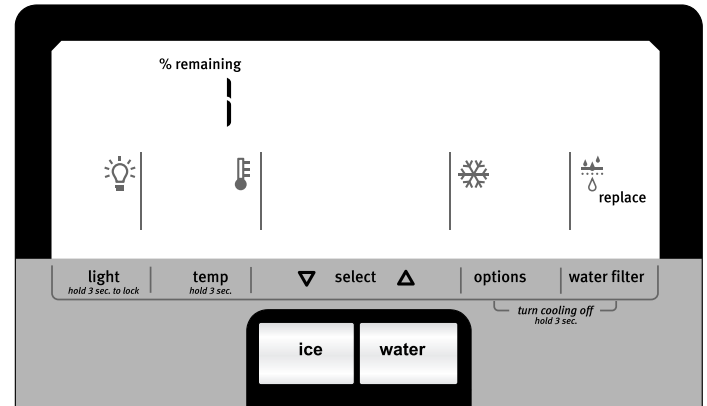 % remaining
1
replace
light
hold 3 sec. to lock
temp
hold 3 sec.
select
options
water filter
turn cooling off
hold 3 sec.
ice
water